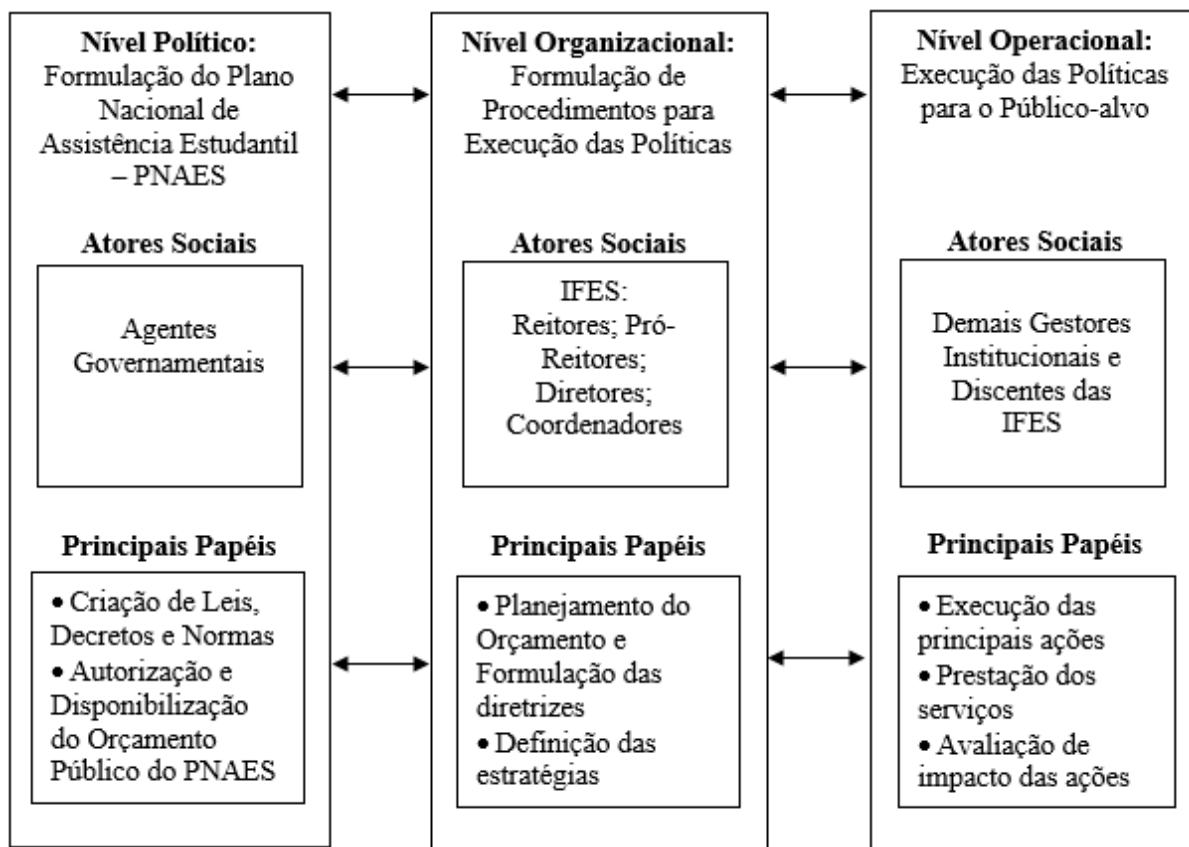 Nível Político:
Formulação do Plano
Nacional de
Assistência Estudantil
– PNAES
Atores Sociais
Agentes
Governamentais
Principais Papéis
• Criação de Leis,
Decretos e Normas
• Autorização e
Disponibilização
do Orçamento
Público do PNAES
Nível Organizacional:
Formulação de
Procedimentos para
Execução das Políticas
Atores Sociais
IFES:
Reitores; Pró-
Reitores;
Diretores;
Coordenadores
Principais Papéis
• Planejamento do
Orçamento e
Formulação das
diretrizes
• Definição das
estratégias
Nível Operacional:
Execução das Políticas
para o Público-alvo
Atores Sociais
Demais Gestores
Institucionais e
Discentes das
IFES
Principais Papéis
• Execução das
principais ações
• Prestação dos
serviços
• Avaliação de
impacto das ações